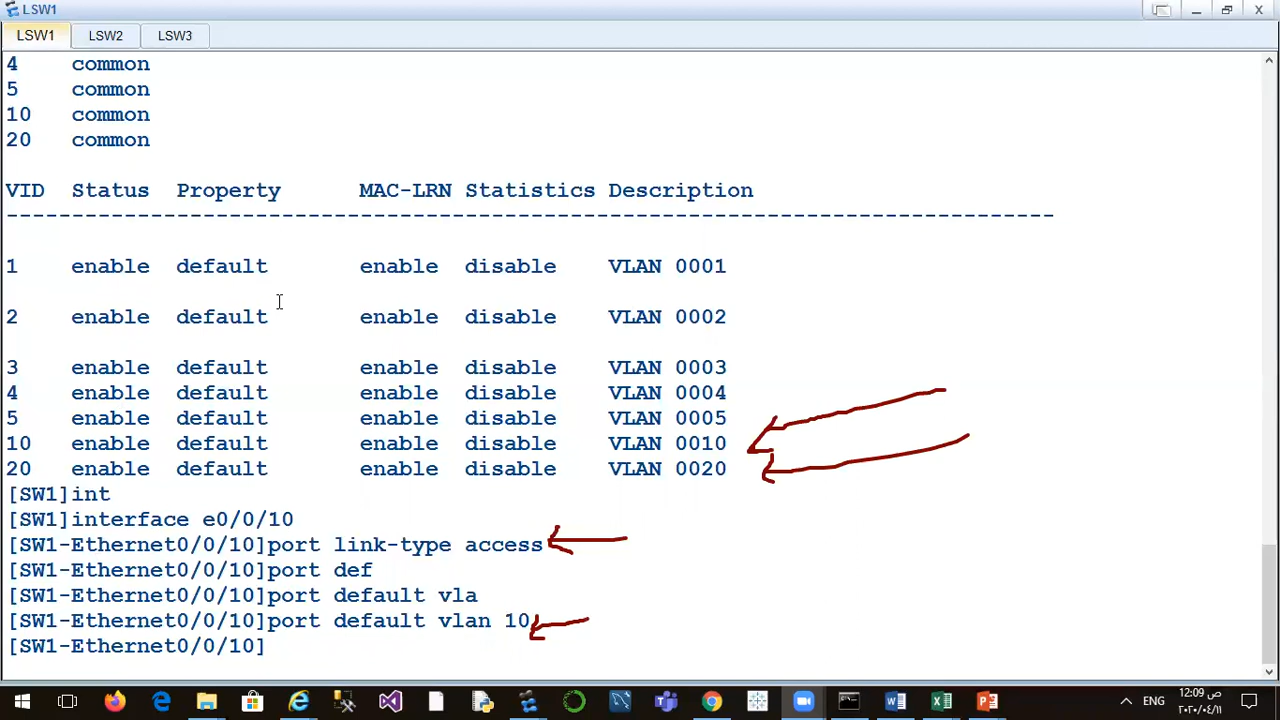 LSW1
LSW1 LSW2 LSW3
4 common
5 common
10 common
20 common
VID Status Property MAC-LRN Statistics Description
--------------------------------------------------------------------------------
1 enable default enable disable VLAN 0001
2 enable default enable disable VLAN 0002
3 enable default enable disable VLAN 0003
4 enable default enable disable VLAN 0004
5 enable default enable disable VLAN 0005
10 enable default enable disable VLAN 0010
20 enable default enable disable VLAN 0020
[SW1]int
[SW1]interface e0/0/10
[SW1-Ethernet0/0/10]port link-type access
[SW1-Ethernet0/0/10]port def
[SW1-Ethernet0/0/10]port default vla
[SW1-Ethernet0/0/10]port default vlan 10
[SW1-Ethernet0/0/10]
ENG
12:09 ص
٢٠٢٠/٠٤/١١